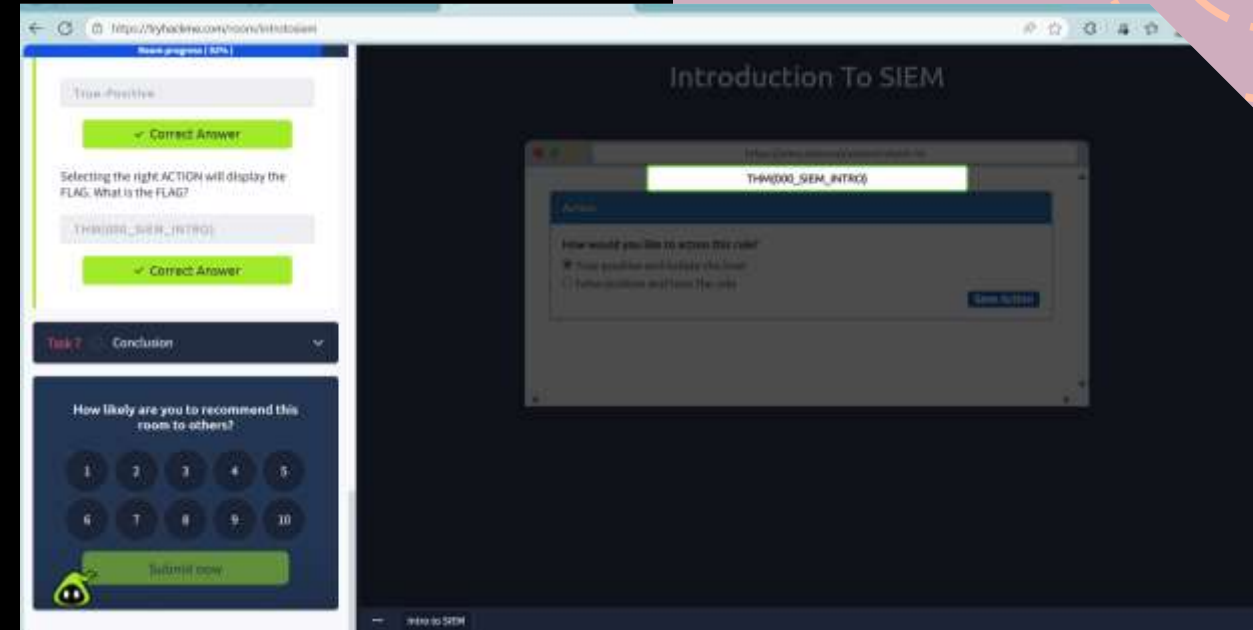 https://tryhackme.com/room/introtosiem
Room progress ( 92% )
True-Positive
✓ Correct Answer
Selecting the right ACTION will display the
FLAG. What is the FLAG?
THM{000_SIEM_INTRO}
✓ Correct Answer
Task 7
Conclusion
How likely are you to recommend this
room to others?
1 2 3 4 5
6 7 8 9 10
Submit now
Introduction To SIEM
THM{000_SIEM_INTRO}
Action
How would you like to action this rule?
True-positive and isolate the host
False-positive and tune the rule
Save Action
Intro to SIEM